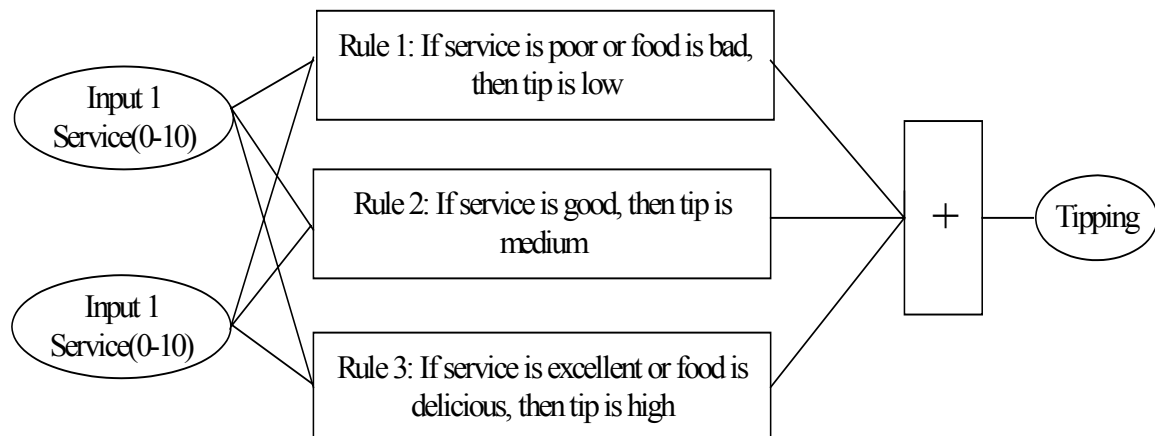 Rule 1: If service is poor or food is bad,
then tip is low
Input 1
Service(0-10)
Rule 2: If service is good, then tip is
medium
+
Tipping
Input 1
Service(0-10)
Rule 3: If service is excellent or food is
delicious, then tip is high